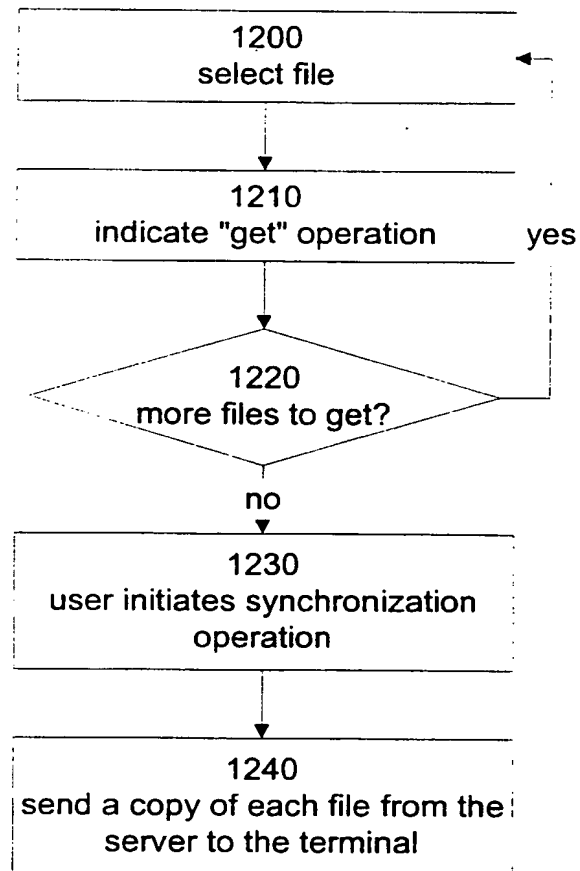 1200
select file
1210
indicate "get" operation
yes
1220
more files to get?
no
1230
user initiates synchronization
operation
1240
send a copy of each file from the
server to the terminal